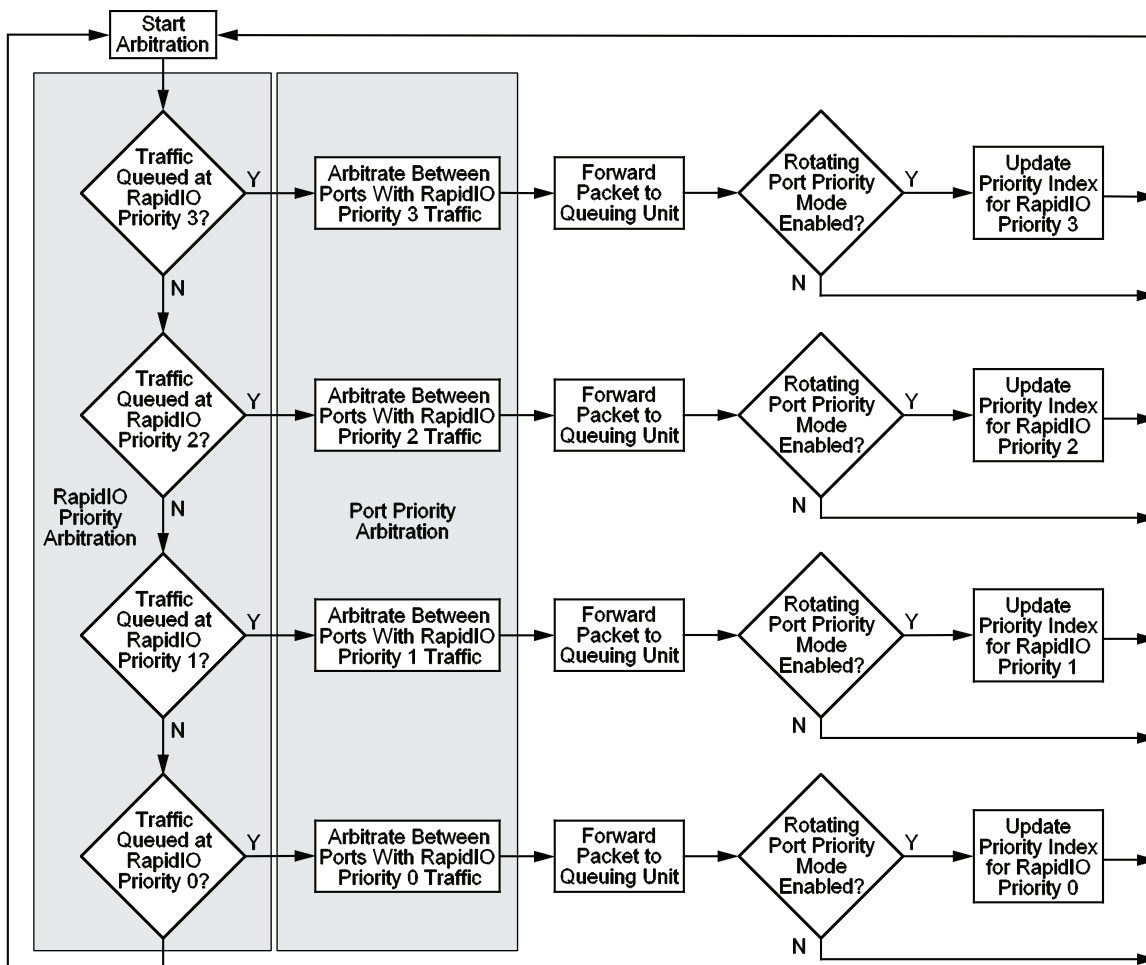 Start
Arbitration
Traffic
Queued at
RapidIO
Priority 3?
Y
N
Arbitrate Between
Ports With RapidIO
Priority 3 Traffic
Forward
Packet to
Queuing Unit
Rotating
Port Priority
Mode
Enabled?
Y
N
Update
Priority Index
for RapidIO
Priority 3
Traffic
Queued at
RapidIO
Priority 2?
Y
N
Arbitrate Between
Ports With RapidIO
Priority 2 Traffic
Forward
Packet to
Queuing Unit
Rotating
Port Priority
Mode
Enabled?
Y
N
Update
Priority Index
for RapidIO
Priority 2
RapidIO
Priority
Arbitration
Port Priority
Arbitration
Traffic
Queued at
RapidIO
Priority 1?
Y
N
Arbitrate Between
Ports With RapidIO
Priority 1 Traffic
Forward
Packet to
Queuing Unit
Rotating
Port Priority
Mode
Enabled?
Y
N
Update
Priority Index
for RapidIO
Priority 1
Traffic
Queued at
RapidIO
Priority 0?
Y
Arbitrate Between
Ports With RapidIO
Priority 0 Traffic
Forward
Packet to
Queuing Unit
Rotating
Port Priority
Mode
Enabled?
Y
N
Update
Priority Index
for RapidIO
Priority 0